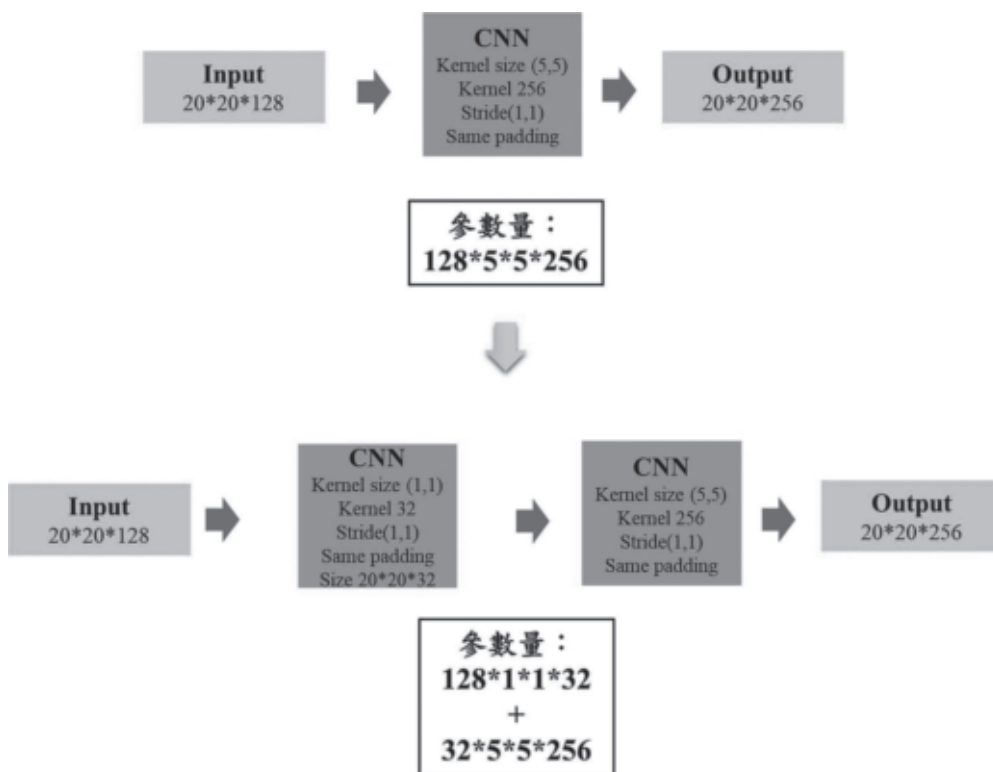 CNN
Kernel size (5,5)
Kernel 256
Stride(1,1)
Same padding
Input
20*20*128
Output
20*20*256
參數量：
128*5*5*256
Input
20*20*128
CNN
Kernel size (1,1)
Kernel 32
Stride(1,1)
Same padding
Size 20*20*32
CNN
Kernel size (5,5)
Kernel 256
Stride(1,1)
Same padding
Output
20*20*256
參數量：
128*1*1*32
+
32*5*5*256